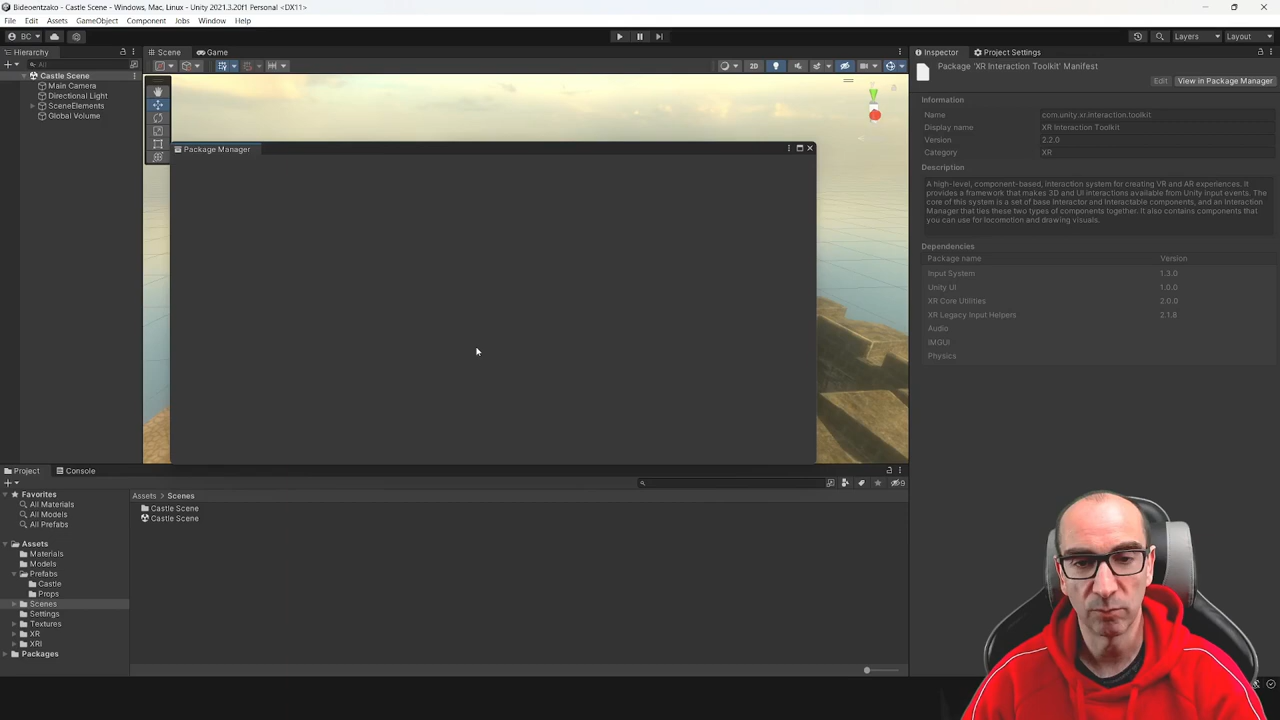 Bideoentzako - Castle Scene - Windows, Mac, Linux - Unity 2021.3.20f1 Personal <DX11>
File Edit Assets GameObject Component Jobs Window Help
BC
Layers
Layout
Hierarchy
Scene
Game
Inspector
Project Settings
All
2D
Castle Scene
Main Camera
Directional Light
SceneElements
Global Volume
Package Manager
Package 'XR Interaction Toolkit' Manifest
Edit
View in Package Manager
Information
Name com.unity.xr.interaction.toolkit
Display name XR Interaction Toolkit
Version 2.2.0
Category XR
Description
A high-level, component-based, interaction system for creating VR and AR experiences. It
provides a framework that makes 3D and UI interactions available from Unity input events. The
core of this system is a set of base Interactor and Interactable components, and an Interaction
Manager that ties these two types of components together. It also contains components that
you can use for locomotion and drawing visuals.
Dependencies
Package name Version
Input System 1.3.0
Unity UI 1.0.0
XR Core Utilities 2.0.0
XR Legacy Input Helpers 2.1.8
Audio
IMGUI
Physics
Project
Console
9
Favorites
All Materials
All Models
All Prefabs
Assets
Materials
Models
Prefabs
Castle
Props
Scenes
Settings
Textures
XR
XRI
Packages
Assets > Scenes
Castle Scene
Castle Scene